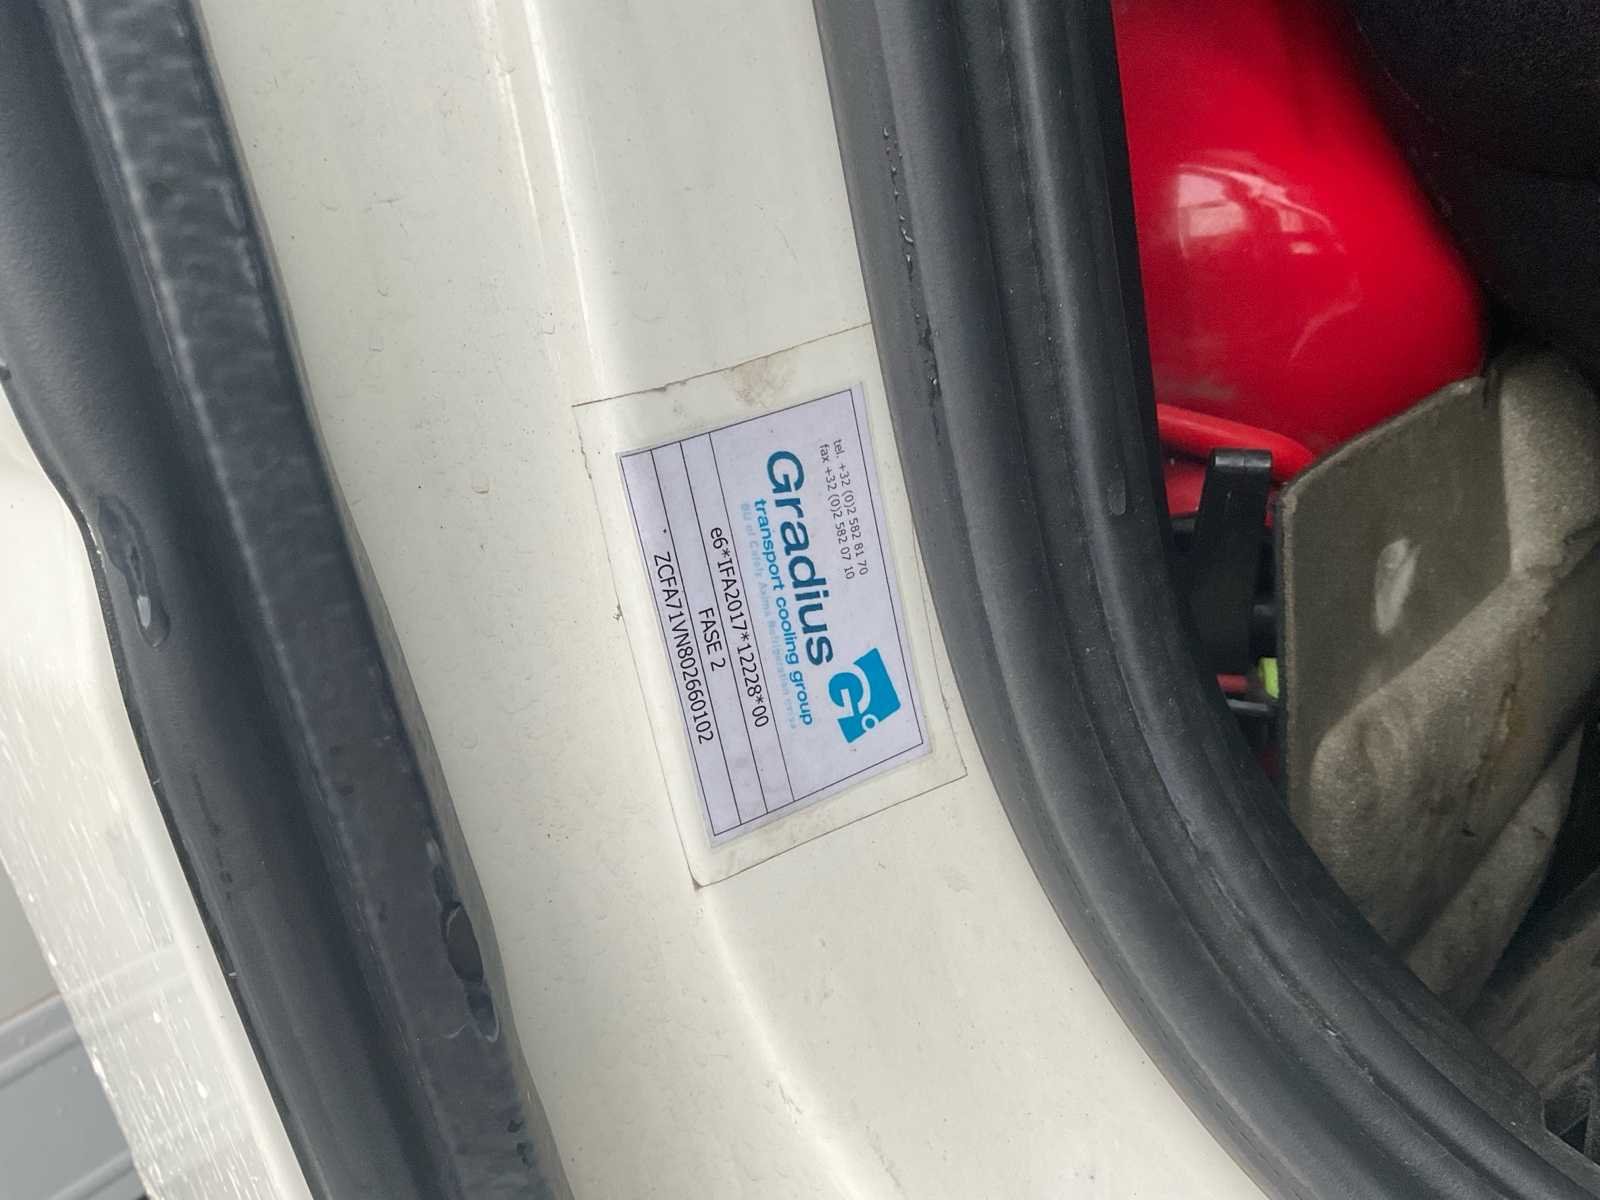 tel. +32 (0)2 582 81 70
fax +32 (0)2 582 07 10
Gradius
transport cooling group
e6*IFA2017*12228*00
FASE 2
ZCFA71VN802660102